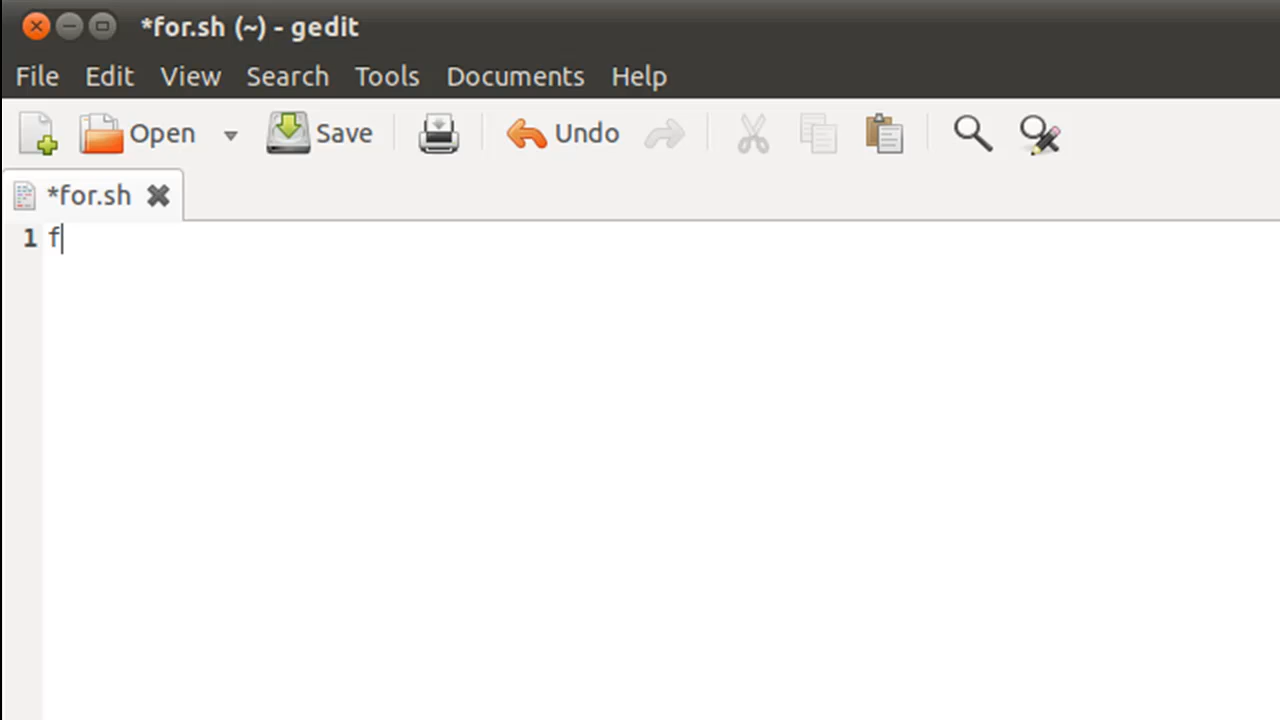 *for.sh (~) - gedit
File Edit View Search Tools Documents Help
Open Save Undo
*for.sh
1 f